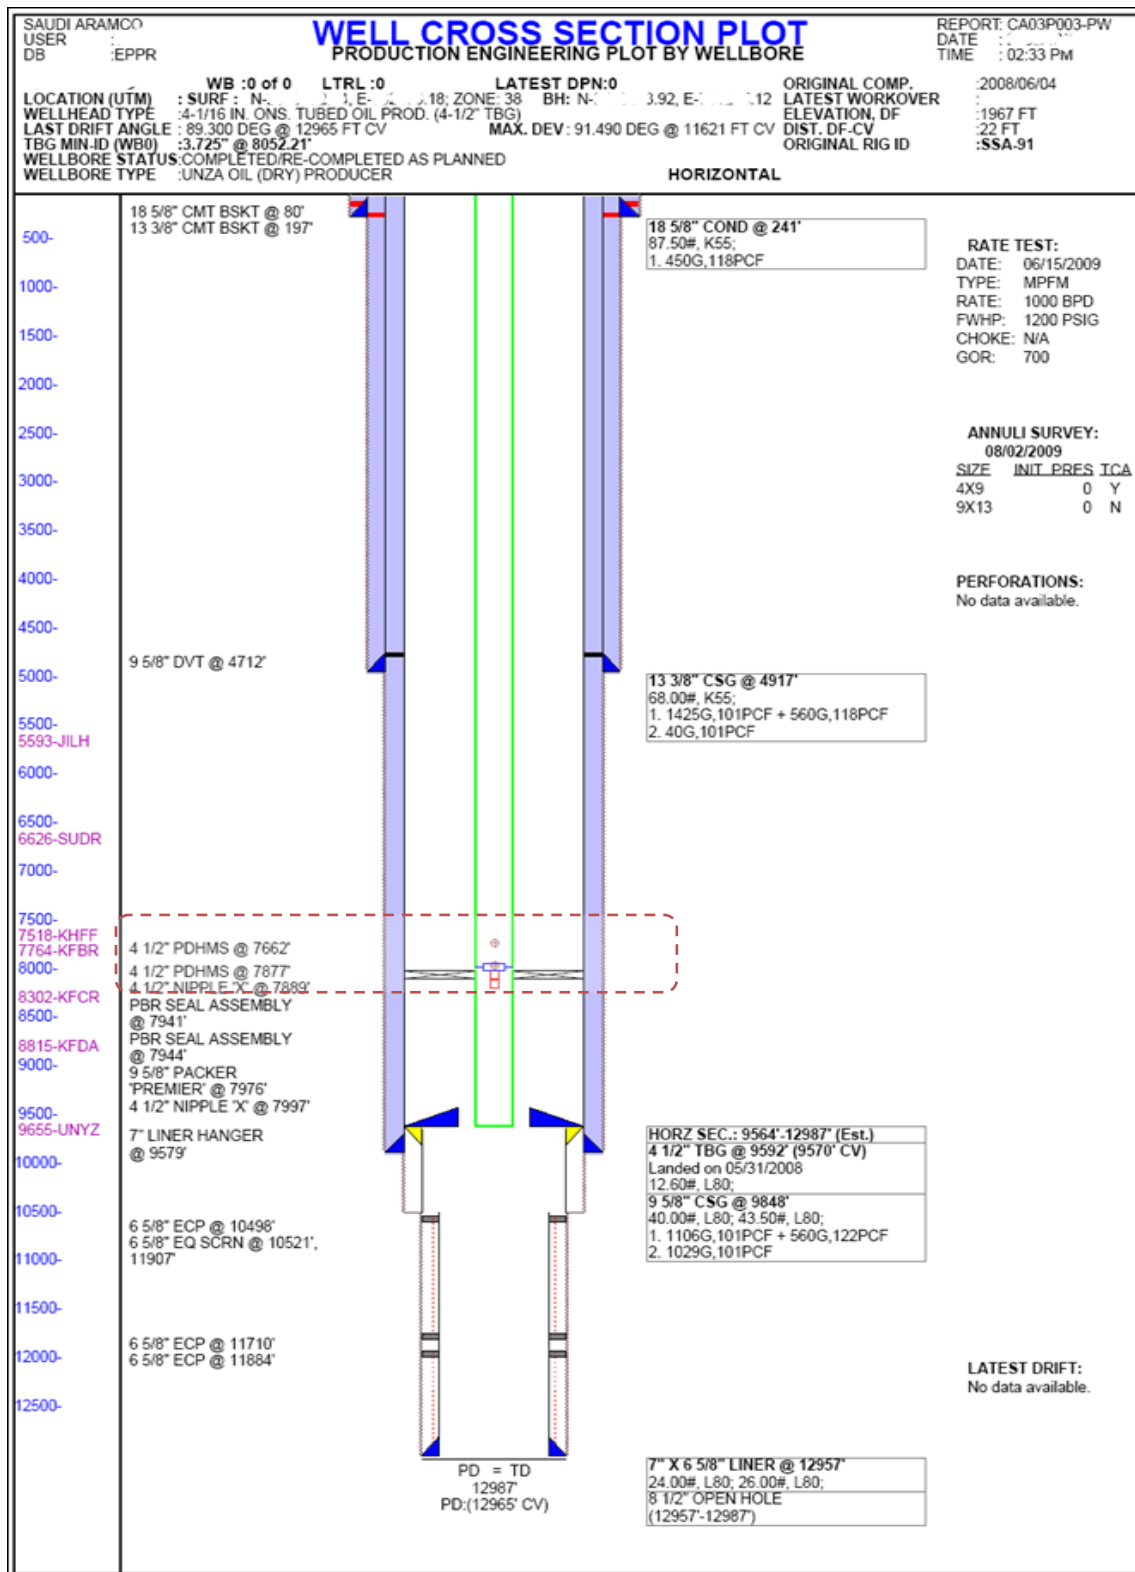 SAUDI ARAMCO
USER :
DB :EPPR
WELL CROSS SECTION PLOT
PRODUCTION ENGINEERING PLOT BY WELLBORE
REPORT: CA03P003-PW
DATE :
TIME : 02:33 PM
WB :0 of 0 LTRL :0 LATEST DPN:0
LOCATION (UTM) : SURF : N- E- .18; ZONE: 38 BH: N- 3.92, E- .12
WELLHEAD TYPE :4-1/16 IN. ONS. TUBED OIL PROD. (4-1/2" TBG)
LAST DRIFT ANGLE : 89.300 DEG @ 12965 FT CV MAX. DEV : 91.490 DEG @ 11621 FT CV
TBG MIN-ID (WB0) :3.725" @ 8052.21'
WELLBORE STATUS:COMPLETED/RE-COMPLETED AS PLANNED
WELLBORE TYPE :UNZA OIL (DRY) PRODUCER HORIZONTAL
ORIGINAL COMP. :2008/06/04
LATEST WORKOVER :
ELEVATION, DF :1967 FT
DIST. DF-CV :22 FT
ORIGINAL RIG ID :SSA-91
500-
1000-
1500-
2000-
2500-
3000-
3500-
4000-
4500-
5000-
5500-
5593-JILH
6000-
6500-
6626-SUDR
7000-
7500-
7518-KHFF
7764-KFBR
8000-
8302-KFCR
8500-
8815-KFDA
9000-
9500-
9655-UNYZ
10000-
10500-
11000-
11500-
12000-
12500-
18 5/8" CMT BSKT @ 80'
13 3/8" CMT BSKT @ 197'
9 5/8" DVT @ 4712'
4 1/2" PDHMS @ 7662'
4 1/2" PDHMS @ 7877'
4 1/2" NIPPLE 'X' @ 7889'
PBR SEAL ASSEMBLY
@ 7941'
PBR SEAL ASSEMBLY
@ 7944'
9 5/8" PACKER
'PREMIER' @ 7976'
4 1/2" NIPPLE 'X' @ 7997'
7" LINER HANGER
@ 9579'
6 5/8" ECP @ 10498'
6 5/8" EQ SCRN @ 10521',
11907'
6 5/8" ECP @ 11710'
6 5/8" ECP @ 11884'
PD = TD
12987'
PD:(12965' CV)
18 5/8" COND @ 241'
87.50#, K55;
1. 450G,118PCF
13 3/8" CSG @ 4917'
68.00#, K55;
1. 1425G,101PCF + 560G,118PCF
2. 40G,101PCF
HORZ SEC.: 9564'-12987' (Est.)
4 1/2" TBG @ 9592' (9570' CV)
Landed on 05/31/2008
12.60#, L80;
9 5/8" CSG @ 9848'
40.00#, L80; 43.50#, L80;
1. 1106G,101PCF + 560G,122PCF
2. 1029G,101PCF
7" X 6 5/8" LINER @ 12957'
24.00#, L80; 26.00#, L80;
8 1/2" OPEN HOLE
(12957'-12987')
RATE TEST:
DATE: 06/15/2009
TYPE: MPFM
RATE: 1000 BPD
FWHP: 1200 PSIG
CHOKE: N/A
GOR: 700
ANNULI SURVEY:
08/02/2009
SIZE INIT_PRES TCA
4X9 0 Y
9X13 0 N
PERFORATIONS:
No data available.
LATEST DRIFT:
No data available.